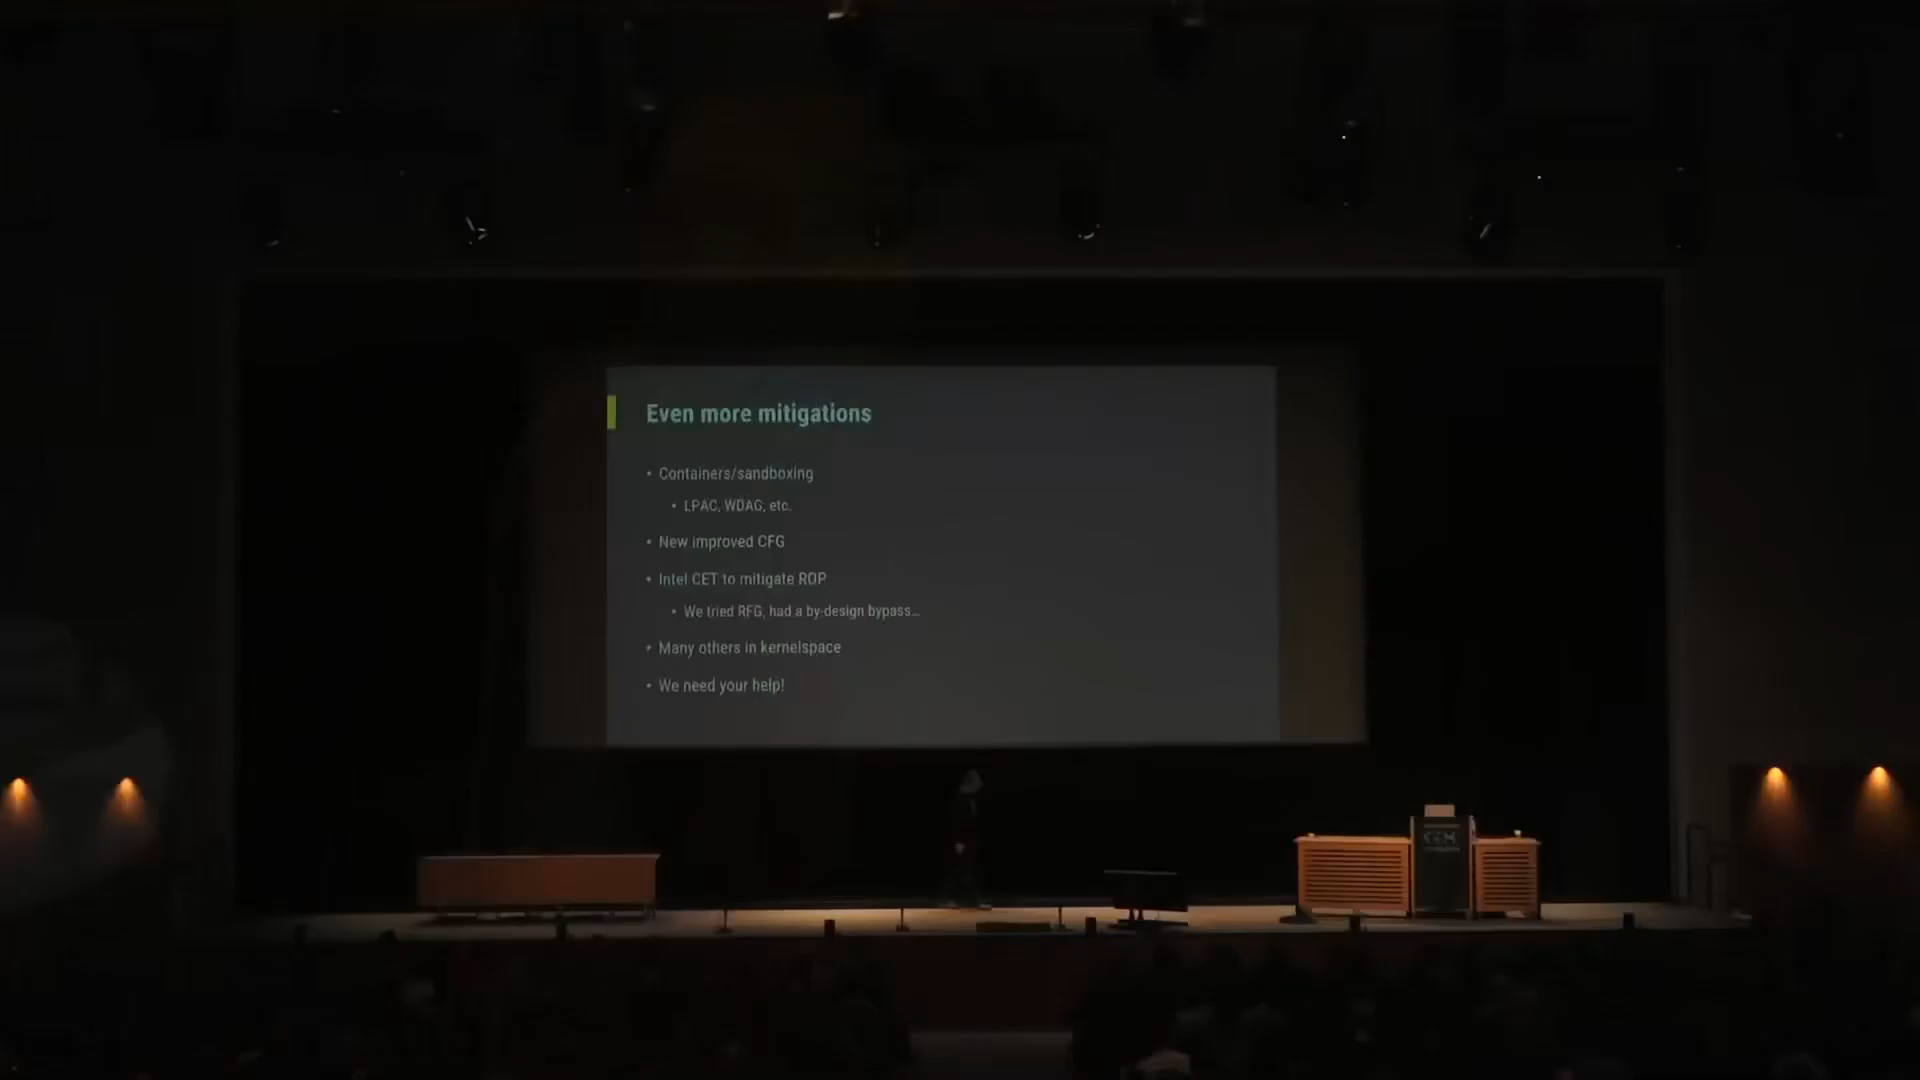 Even more mitigations
• Containers/sandboxing
• LPAC, WDAG, etc.
• New improved CFG
• Intel CET to mitigate ROP
• We tried RFG, had a by-design bypass…
• Many others in kernelspace
• We need your help!